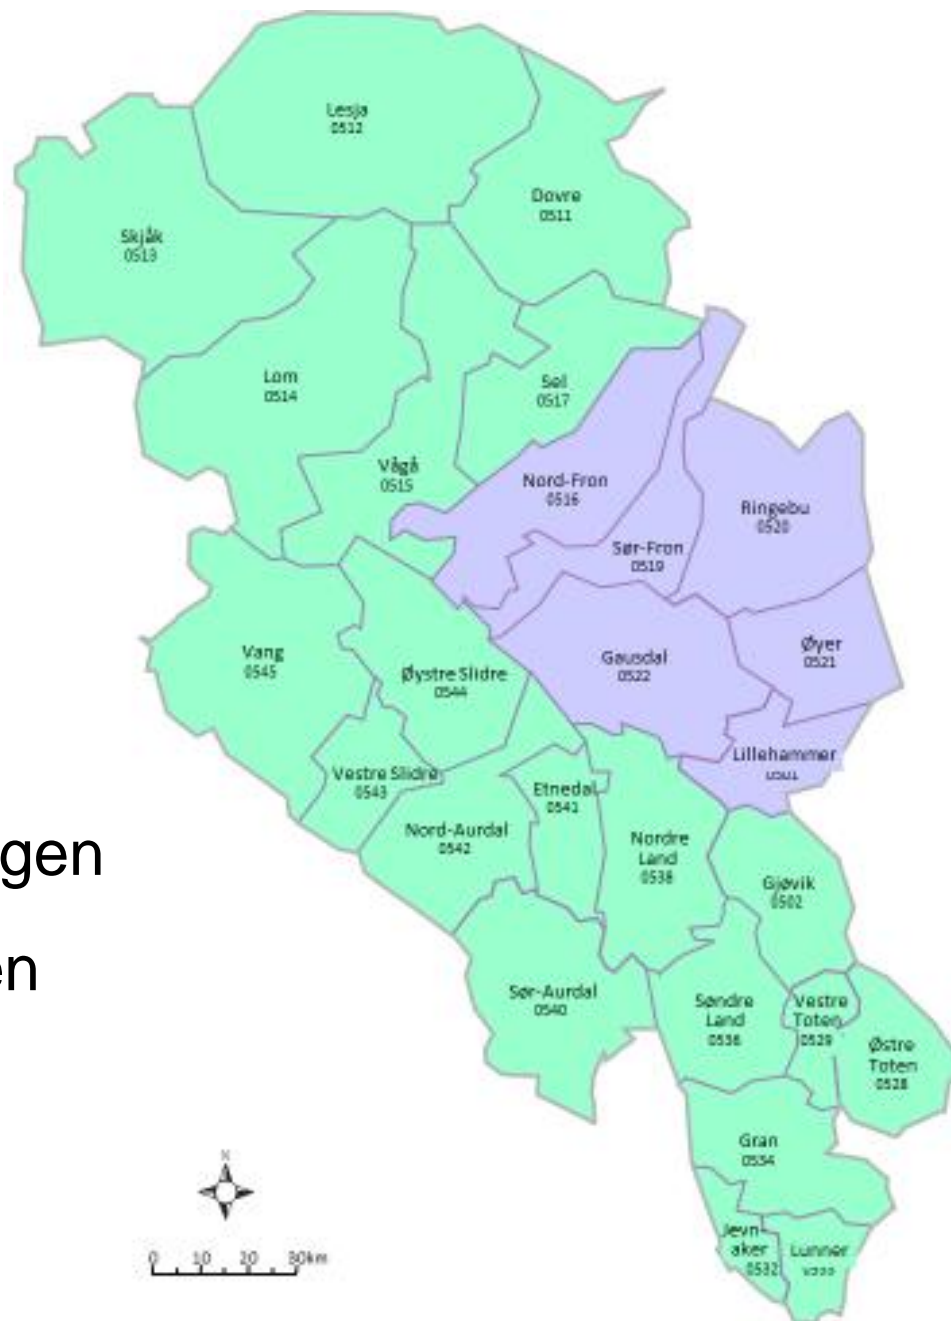 Lesja
0512
Dovre
0511
Skjåk
0513
Lom
0514
Sel
0517
Vågå
0515
Nord-Fron
0516
Ringebu
0520
Sør-Fron
0519
Vang
0545
Øystre Slidre
0544
Gausdal
0522
Øyer
0521
Lillehammer
Vestre Slidre
0543
Etnedal
0541
Nord-Aurdal
0542
Nordre
Land
0538
Gjøvik
0502
gen
en
Sør-Aurdal
0540
Søndre
Land
0536
Vestre
Toten
0529
Østre
Toten
0528
Gran
0534
Jevn-
aker
0532
Lunner
N
0 10 20 30km